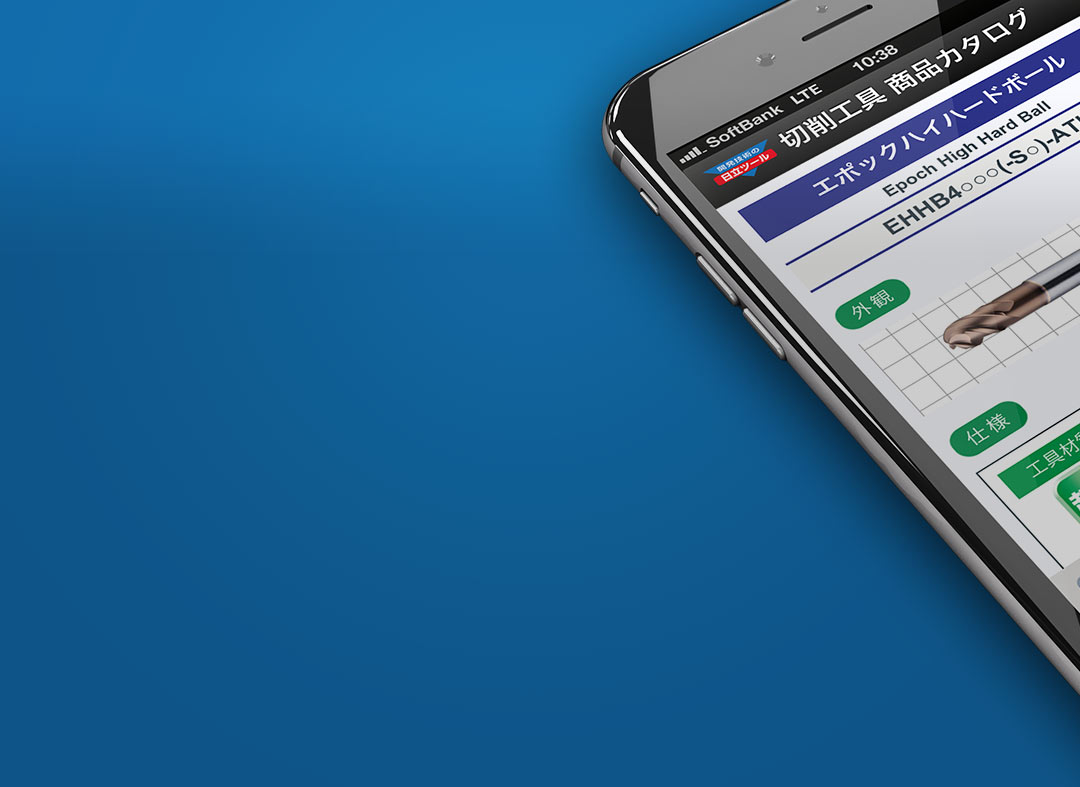 SoftBank LTE 10:38
開発技術の
日立ツール
切削工具 商品カタログ
エポックハイハードボール
Epoch High Hard Ball
EHHB4○○○(-S○)-AT
外観
仕様
工具材